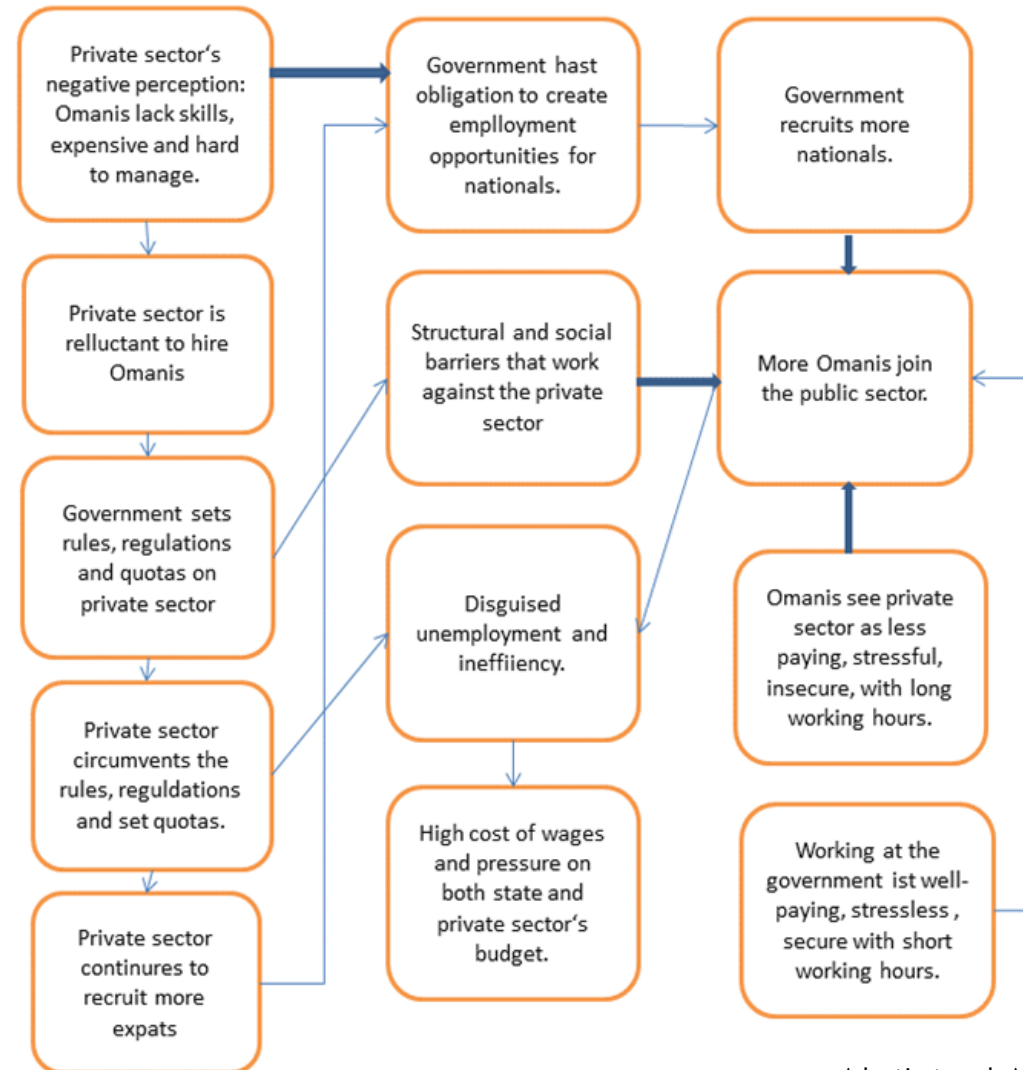 Private sector‘s
negative perception:
Omanis lack skills,
expensive and hard
to manage.
Government hast
obligation to create
emplloyment
opportunities for
nationals.
Government
recruits more
nationals.
Private sector is
relluctant to hire
Omanis
Structural and social
barriers that work
against the private
sector
More Omanis join
the public sector.
Government sets
rules, regulations
and quotas on
private sector
Disguised
unemployment and
ineffiiency.
Omanis see private
sector as less
paying, stressful,
insecure, with long
working hours.
Private sector
circumvents the
rules, reguldations
and set quotas.
High cost of wages
and pressure on
both state and
private sector‘s
budget.
Working at the
government ist well-
paying, stressless ,
secure with short
working hours.
Private sector
continures to
recruit more
expats